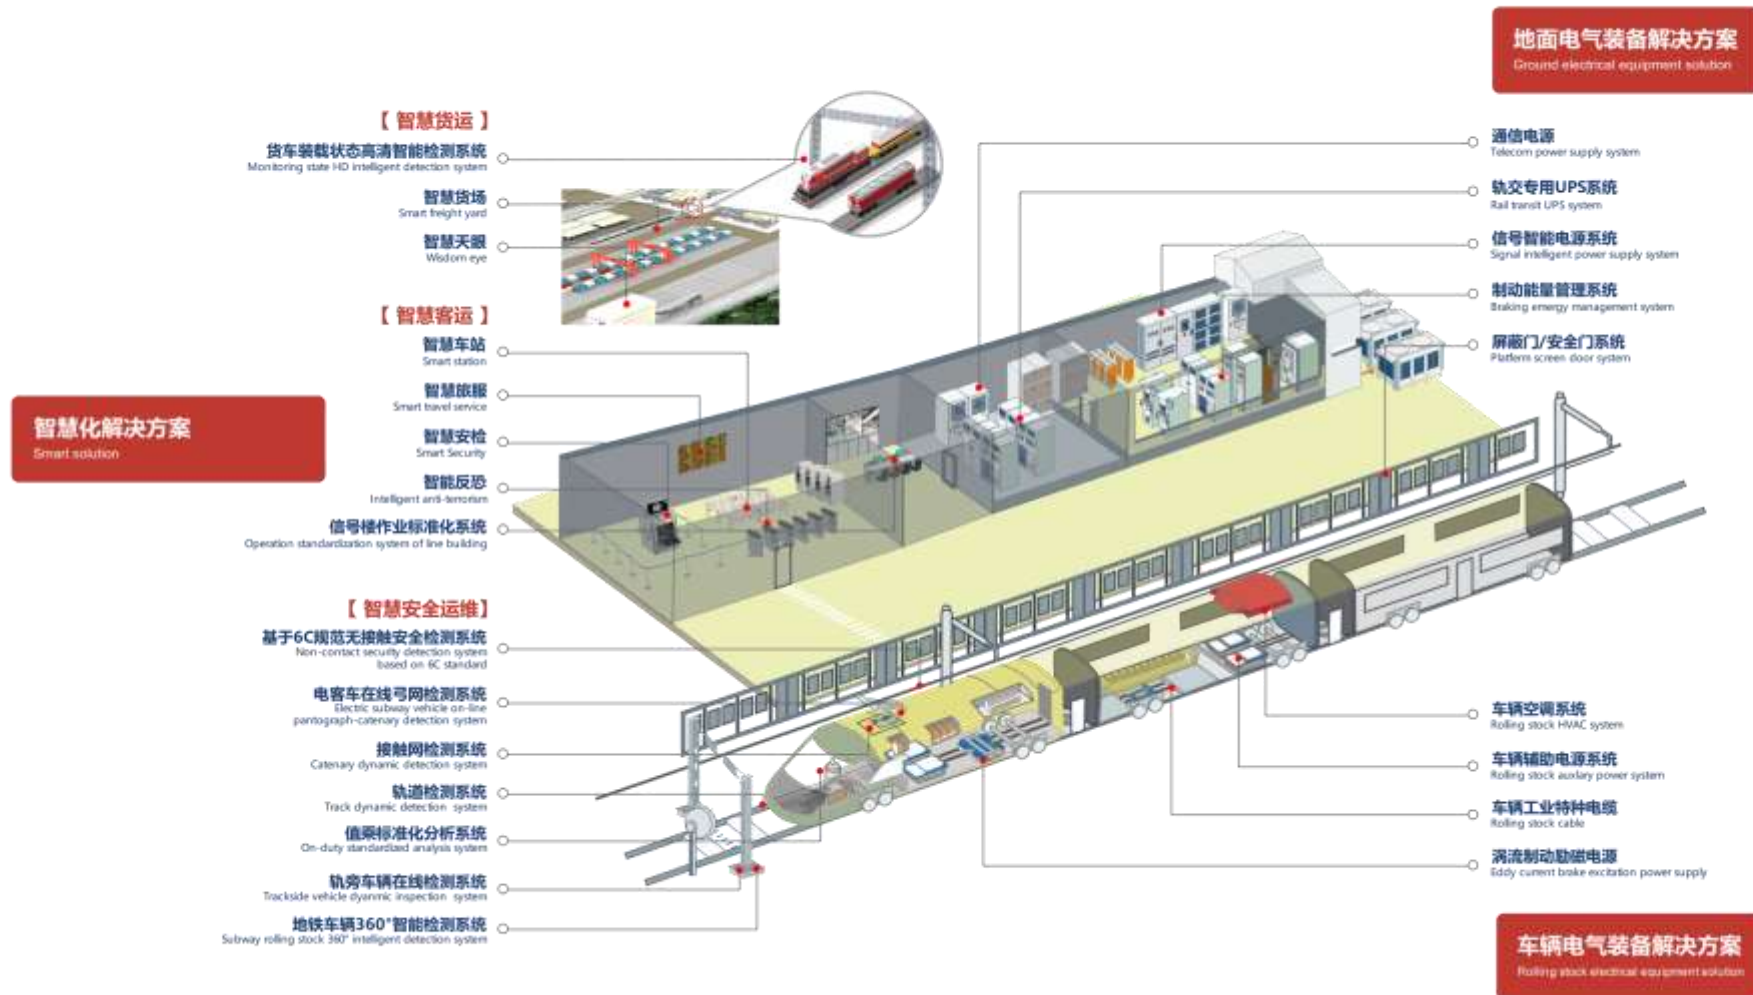 地面电气装备解决方案
Ground electrical equipment solution
【 智慧货运 】
货车装载状态高清智能检测系统
Monitoring state HD intelligent detection system
智慧货场
Smart freight yard
智慧天眼
Wisdom eye
【 智慧客运 】
智慧车站
Smart station
智慧旅服
Smart travel service
智慧安检
Smart Security
智能反恐
Intelligent anti-terrorism
信号楼作业标准化系统
Operation standardization system of line building
智慧化解决方案
Smart solution
【 智慧安全运维】
基于6C规范无接触安全检测系统
Non-contact security detection system
based on 6C standard
电客车在线弓网检测系统
Electric subway vehicle on-line
pantograph-catenary detection system
接触网检测系统
Catenary dynamic detection system
轨道检测系统
Track dynamic detection system
值乘标准化分析系统
On-duty standardized analysis system
轨旁车辆在线检测系统
Trackside vehicle dyanmic inspection system
地铁车辆360°智能检测系统
Subway rolling stock 360° intelligent detection system
通信电源
Telecom power supply system
轨交专用UPS系统
Rail transit UPS system
信号智能电源系统
Signal intelligent power supply system
制动能量管理系统
Braking emergy management system
屏蔽门/安全门系统
Platferm screen door system
车辆空调系统
Rolling stock HVAC system
车辆辅助电源系统
Rolling stock auxlary power system
车辆工业特种电缆
Rolling stock cable
涡流制动励磁电源
Eddy current brake excitation power supply
车辆电气装备解决方案
Rolling stock electrical equipment solution